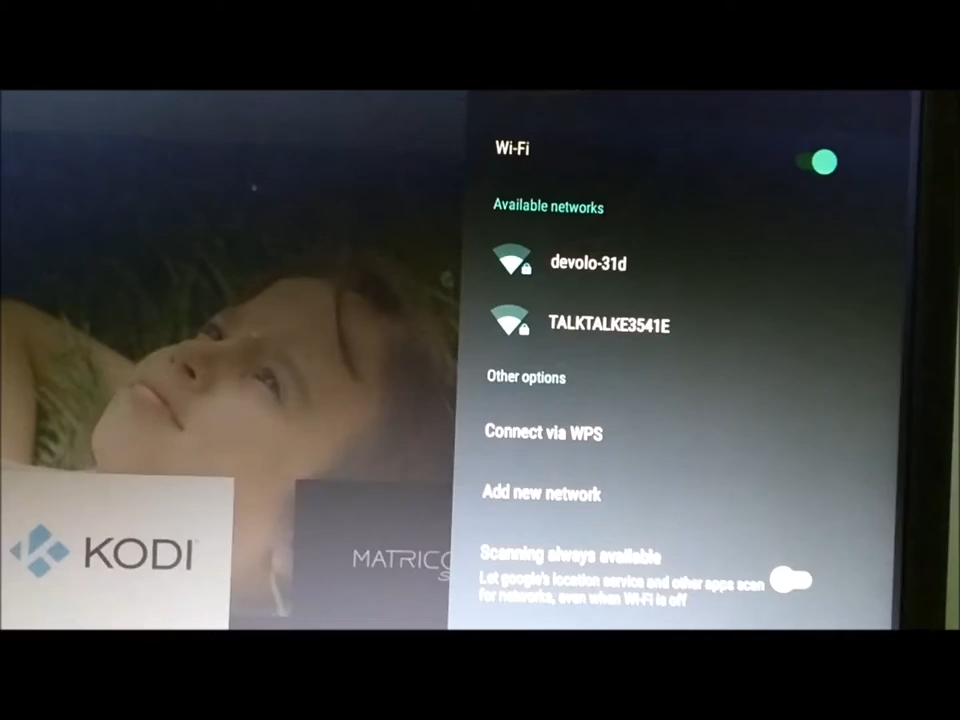 Wi-Fi
Available networks
devolo-31d
TALKTALKE3541E
Other options
Connect via WPS
Add new network
Scanning always available
Let google's location service and other apps scan
for networks, even when Wi-Fi is off
KODI
MATRICO